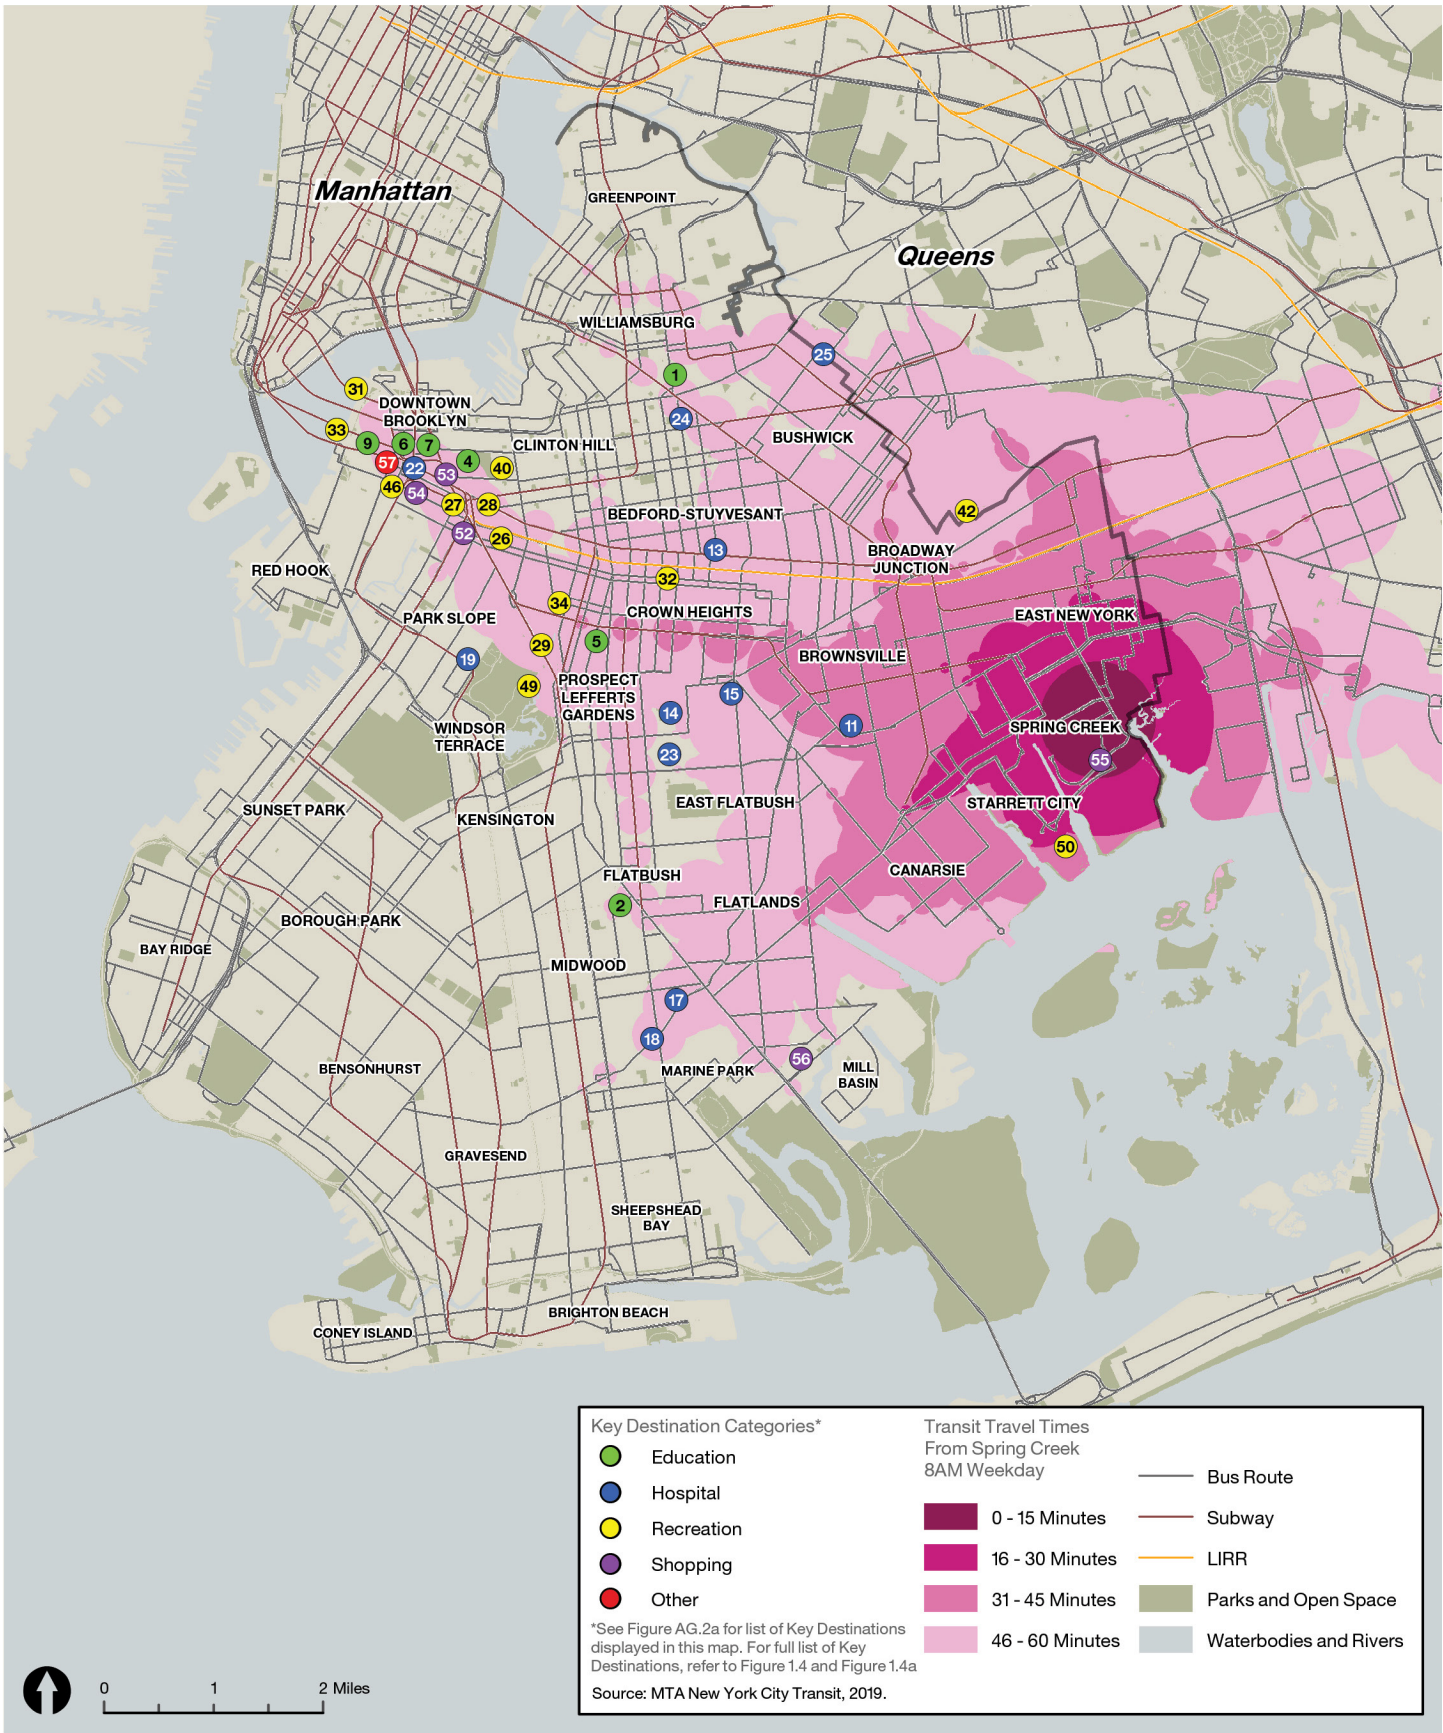 Manhattan
GREENPOINT
Queens
WILLIAMSBURG
25
1
31
DOWNTOWN
BROOKLYN
24
33
9
6
7
CLINTON HILL
BUSHWICK
57
22
53
4
40
46
54
27
28
42
BEDFORD-STUYVESANT
52
26
13
BROADWAY
JUNCTION
RED HOOK
32
34
CROWN HEIGHTS
EAST NEW YORK
PARK SLOPE
29
5
BROWNSVILLE
19
49
PROSPECT
LEFFERTS
GARDENS
15
14
11
SPRING CREEK
WINDSOR
TERRACE
23
55
SUNSET PARK
KENSINGTON
EAST FLATBUSH
STARRETT CITY
50
FLATBUSH
CANARSIE
2
FLATLANDS
BOROUGH PARK
BAY RIDGE
MIDWOOD
17
18
56
BENSONHURST
MARINE PARK
MILL
BASIN
GRAVESEND
SHEEPSHEAD
BAY
BRIGHTON BEACH
CONEY ISLAND
Key Destination Categories*
Education
Hospital
Recreation
Shopping
Other
*See Figure AG.2a for list of Key Destinations
displayed in this map. For full list of Key
Destinations, refer to Figure 1.4 and Figure 1.4a
Source: MTA New York City Transit, 2019.
Transit Travel Times
From Spring Creek
8AM Weekday
0 - 15 Minutes
16 - 30 Minutes
31 - 45 Minutes
46 - 60 Minutes
Bus Route
Subway
LIRR
Parks and Open Space
Waterbodies and Rivers
0 1 2 Miles